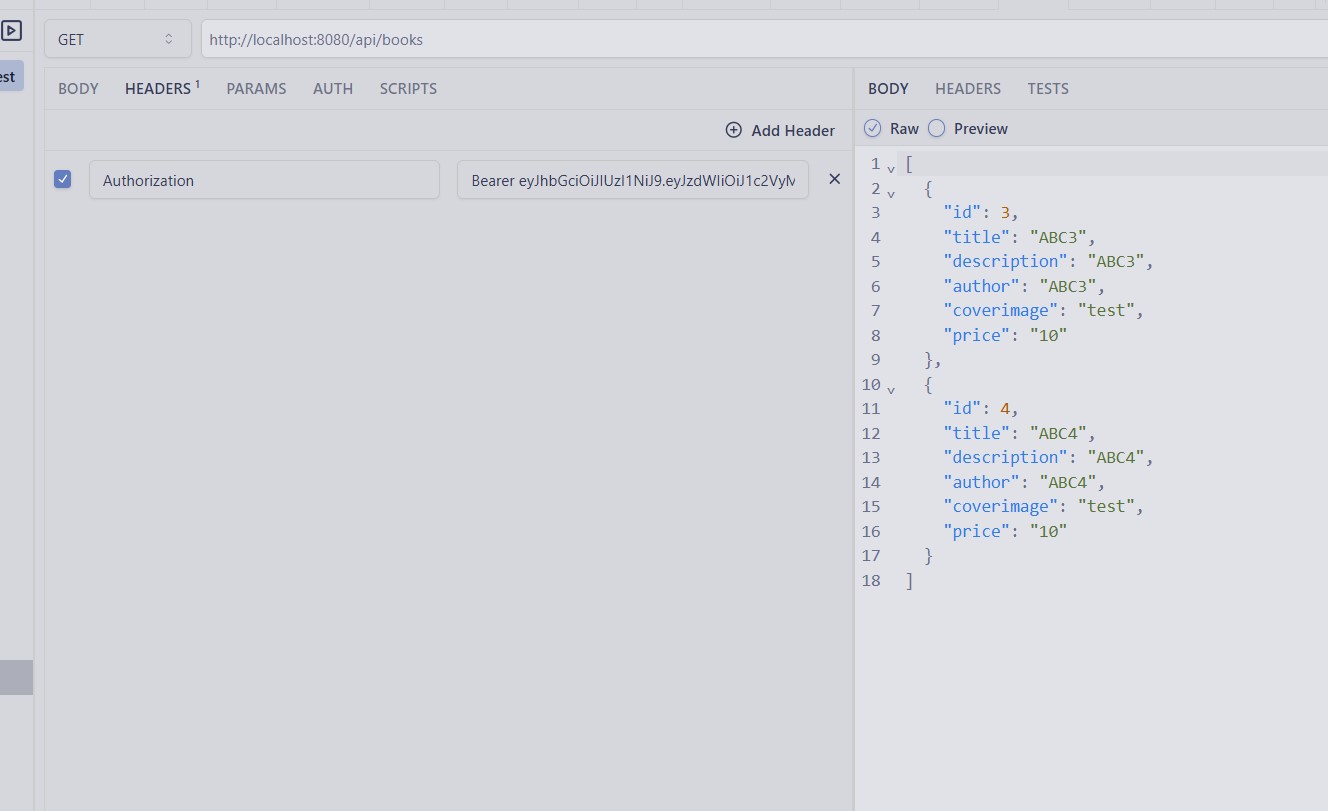 GET
http://localhost:8080/api/books
est
BODY HEADERS 1 PARAMS AUTH SCRIPTS
Add Header
Authorization
BODY HEADERS TESTS
Raw Preview
1 [
2 {
3 "id": 3,
4 "title": "ABC3",
5 "description": "ABC3",
6 "author": "ABC3",
7 "coverimage": "test",
8 "price": "10"
9 },
10 {
11 "id": 4,
12 "title": "ABC4",
13 "description": "ABC4",
14 "author": "ABC4",
15 "coverimage": "test",
16 "price": "10"
17 }
18 ]